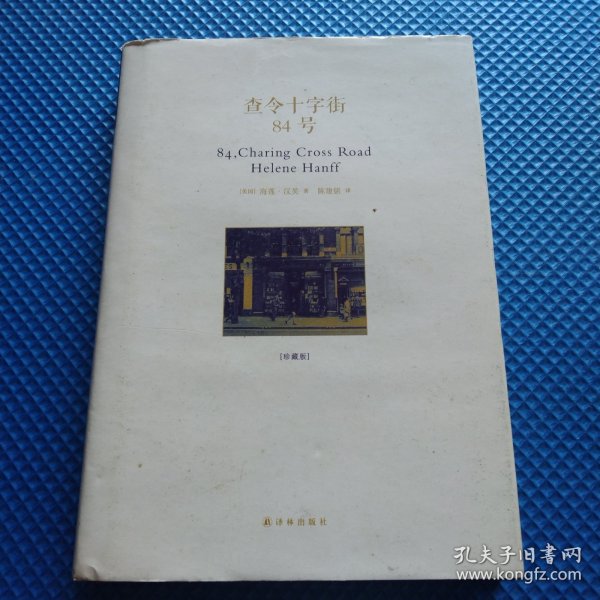 查令十字街
84号
84, Charing Cross Road
Helene Hanff
[美国] 海莲·汉芙 著 陈建铭 译
[珍藏版]
译林出版社
孔夫子旧书网
www.kongfz.com